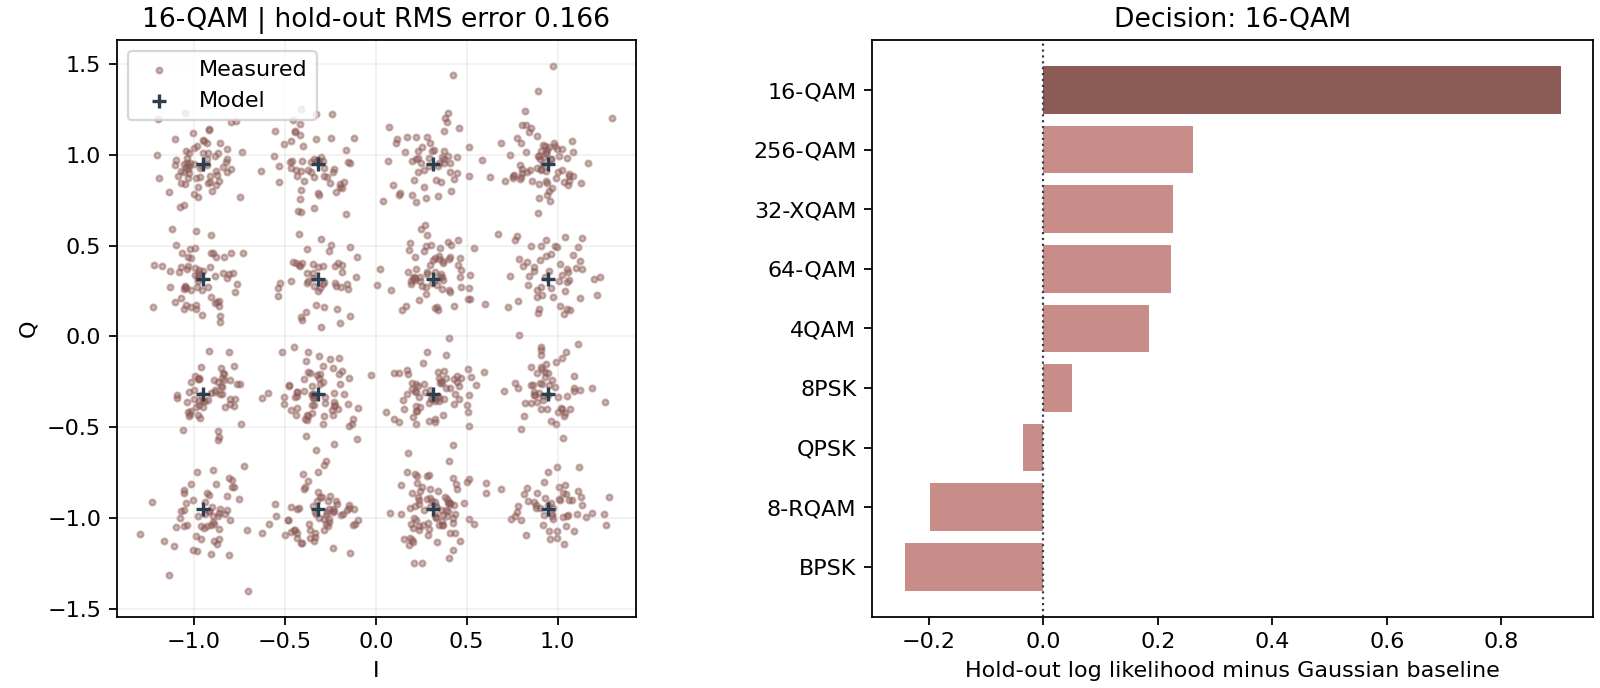 16-QAM | hold-out RMS error 0.166
Measured
Model
1.5
1.0
0.5
0.0
−0.5
−1.0
−1.5
Q
−1.0
−0.5
0.0
0.5
1.0
I
Decision: 16-QAM
16-QAM
256-QAM
32-XQAM
64-QAM
4QAM
8PSK
QPSK
8-RQAM
BPSK
−0.2
0.0
0.2
0.4
0.6
0.8
Hold-out log likelihood minus Gaussian baseline